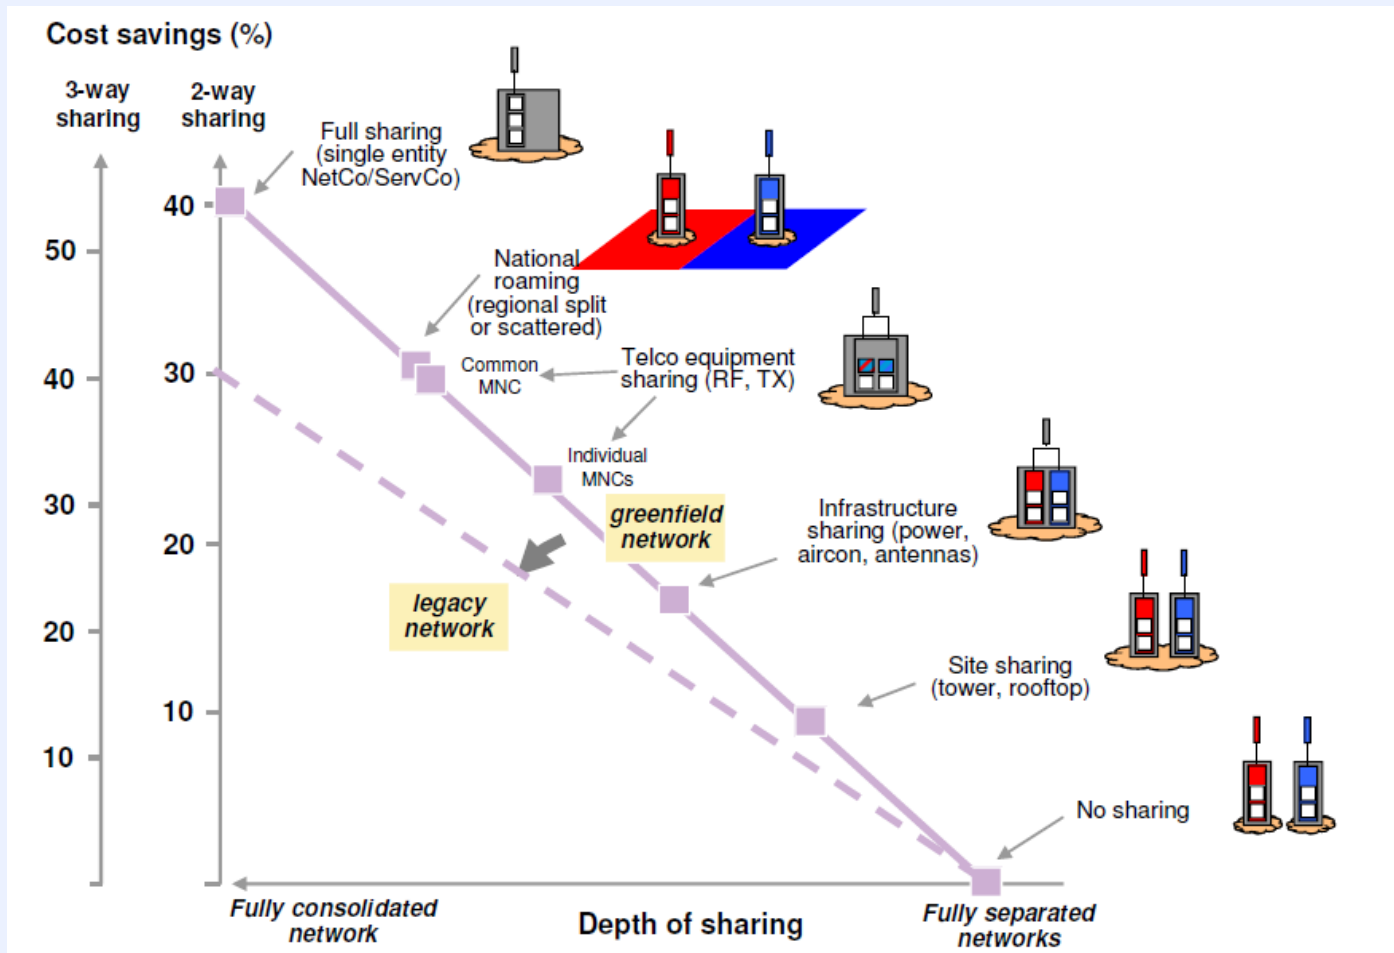 Cost savings (%)
3-way
sharing
2-way
sharing
Full sharing
(single entity
NetCo/ServCo)
40
50
National
roaming
(regional split
or scattered)
Telco equipment
sharing (RF, TX)
Common
MNC
30
40
Individual
MNCs
30
greenfield
network
Infrastructure
sharing (power,
aircon, antennas)
20
legacy
network
20
Site sharing
(tower, rooftop)
10
10
No sharing
Fully consolidated
network
Depth of sharing
Fully separated
networks